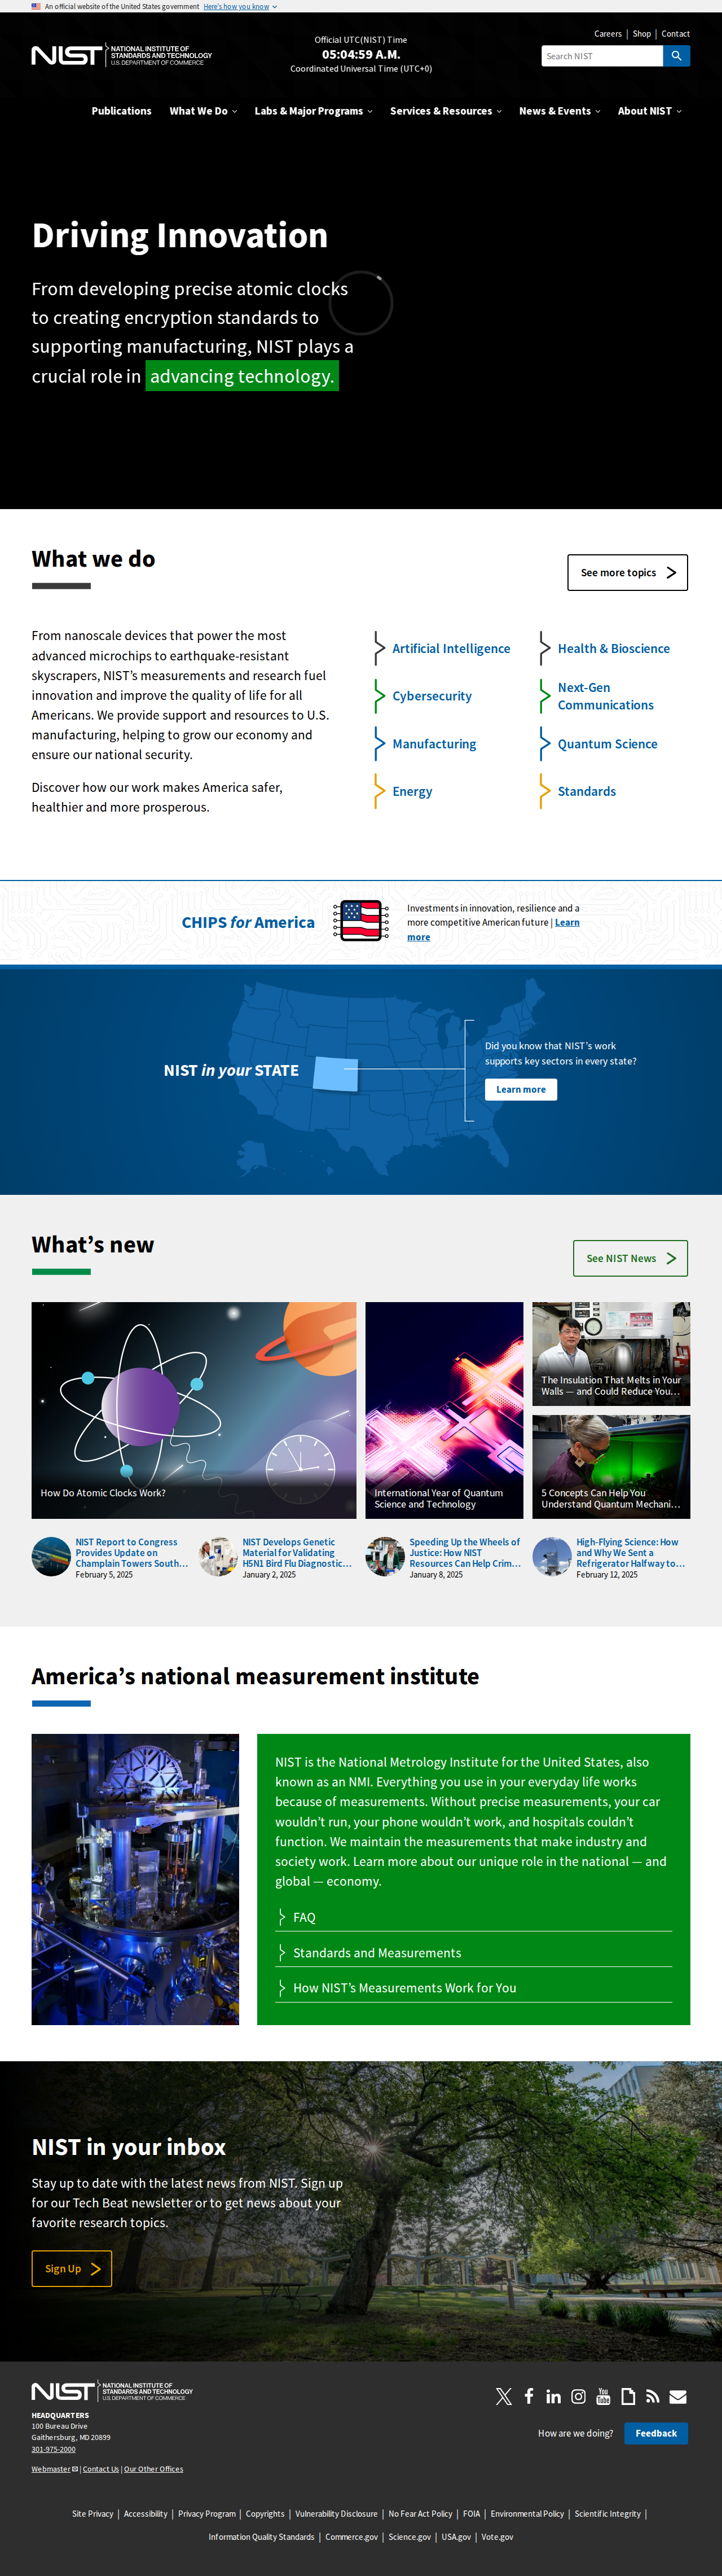 An official website of the United States government Here's how you know
NIST NATIONAL INSTITUTE OF
STANDARDS AND TECHNOLOGY
U.S. DEPARTMENT OF COMMERCE
Official UTC(NIST) Time
05:04:59 A.M.
Coordinated Universal Time (UTC+0)
Careers | Shop | Contact
Search NIST
Publications What We Do Labs & Major Programs Services & Resources News & Events About NIST
Driving Innovation
From developing precise atomic clocks
to creating encryption standards to
supporting manufacturing, NIST plays a
crucial role in advancing technology.
What we do
See more topics
From nanoscale devices that power the most
advanced microchips to earthquake-resistant
skyscrapers, NIST’s measurements and research fuel
innovation and improve the quality of life for all
Americans. We provide support and resources to U.S.
manufacturing, helping to grow our economy and
ensure our national security.
Discover how our work makes America safer,
healthier and more prosperous.
Artificial Intelligence
Health & Bioscience
Cybersecurity
Next-Gen
Communications
Manufacturing
Quantum Science
Energy
Standards
CHIPS for America
Investments in innovation, resilience and a
more competitive American future | Learn
more
NIST in your STATE
Did you know that NIST's work
supports key sectors in every state?
Learn more
What’s new
See NIST News
How Do Atomic Clocks Work?
International Year of Quantum
Science and Technology
The Insulation That Melts in Your
Walls — and Could Reduce You…
5 Concepts Can Help You
Understand Quantum Mechani…
NIST Report to Congress
Provides Update on
Champlain Towers South…
February 5, 2025
NIST Develops Genetic
Material for Validating
H5N1 Bird Flu Diagnostic…
January 2, 2025
Speeding Up the Wheels of
Justice: How NIST
Resources Can Help Crim…
January 8, 2025
High-Flying Science: How
and Why We Sent a
Refrigerator Halfway to…
February 12, 2025
America’s national measurement institute
NIST is the National Metrology Institute for the United States, also
known as an NMI. Everything you use in your everyday life works
because of measurements. Without precise measurements, your car
wouldn’t run, your phone wouldn’t work, and hospitals couldn’t
function. We maintain the measurements that make industry and
society work. Learn more about our unique role in the national — and
global — economy.
FAQ
Standards and Measurements
How NIST’s Measurements Work for You
NIST in your inbox
Stay up to date with the latest news from NIST. Sign up
for our Tech Beat newsletter or to get news about your
favorite research topics.
Sign Up
NIST NATIONAL INSTITUTE OF
STANDARDS AND TECHNOLOGY
U.S. DEPARTMENT OF COMMERCE
You
Tube
HEADQUARTERS
100 Bureau Drive
Gaithersburg, MD 20899
301-975-2000
How are we doing? Feedback
Webmaster | Contact Us | Our Other Offices
Site Privacy | Accessibility | Privacy Program | Copyrights | Vulnerability Disclosure | No Fear Act Policy | FOIA | Environmental Policy | Scientific Integrity |
Information Quality Standards | Commerce.gov | Science.gov | USA.gov | Vote.gov